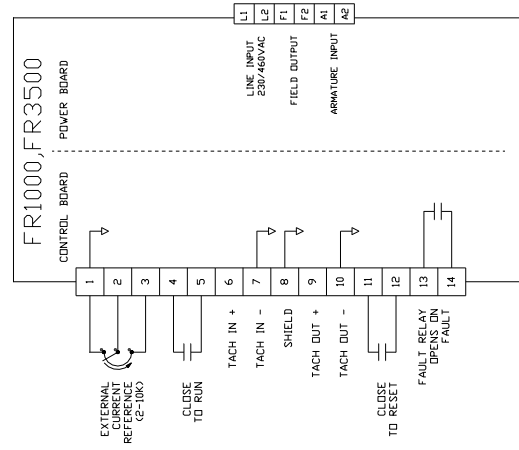 FR1000,FR3500
CONTROL BOARD
POWER BOARD
L1
L2
F1
F2
A1
A2
LINE INPUT
230/460VAC
FIELD OUTPUT
ARMATURE INPUT
1
2
3
4
5
6
7
8
9
10
11
12
13
14
EXTERNAL
CURRENT
REFERENCE
(2-10K)
CLOSE
TO RUN
TACH IN +
TACH IN -
SHIELD
TACH OUT +
TACH OUT -
CLOSE
TO RESET
FAULT RELAY
OPENS ON
FAULT